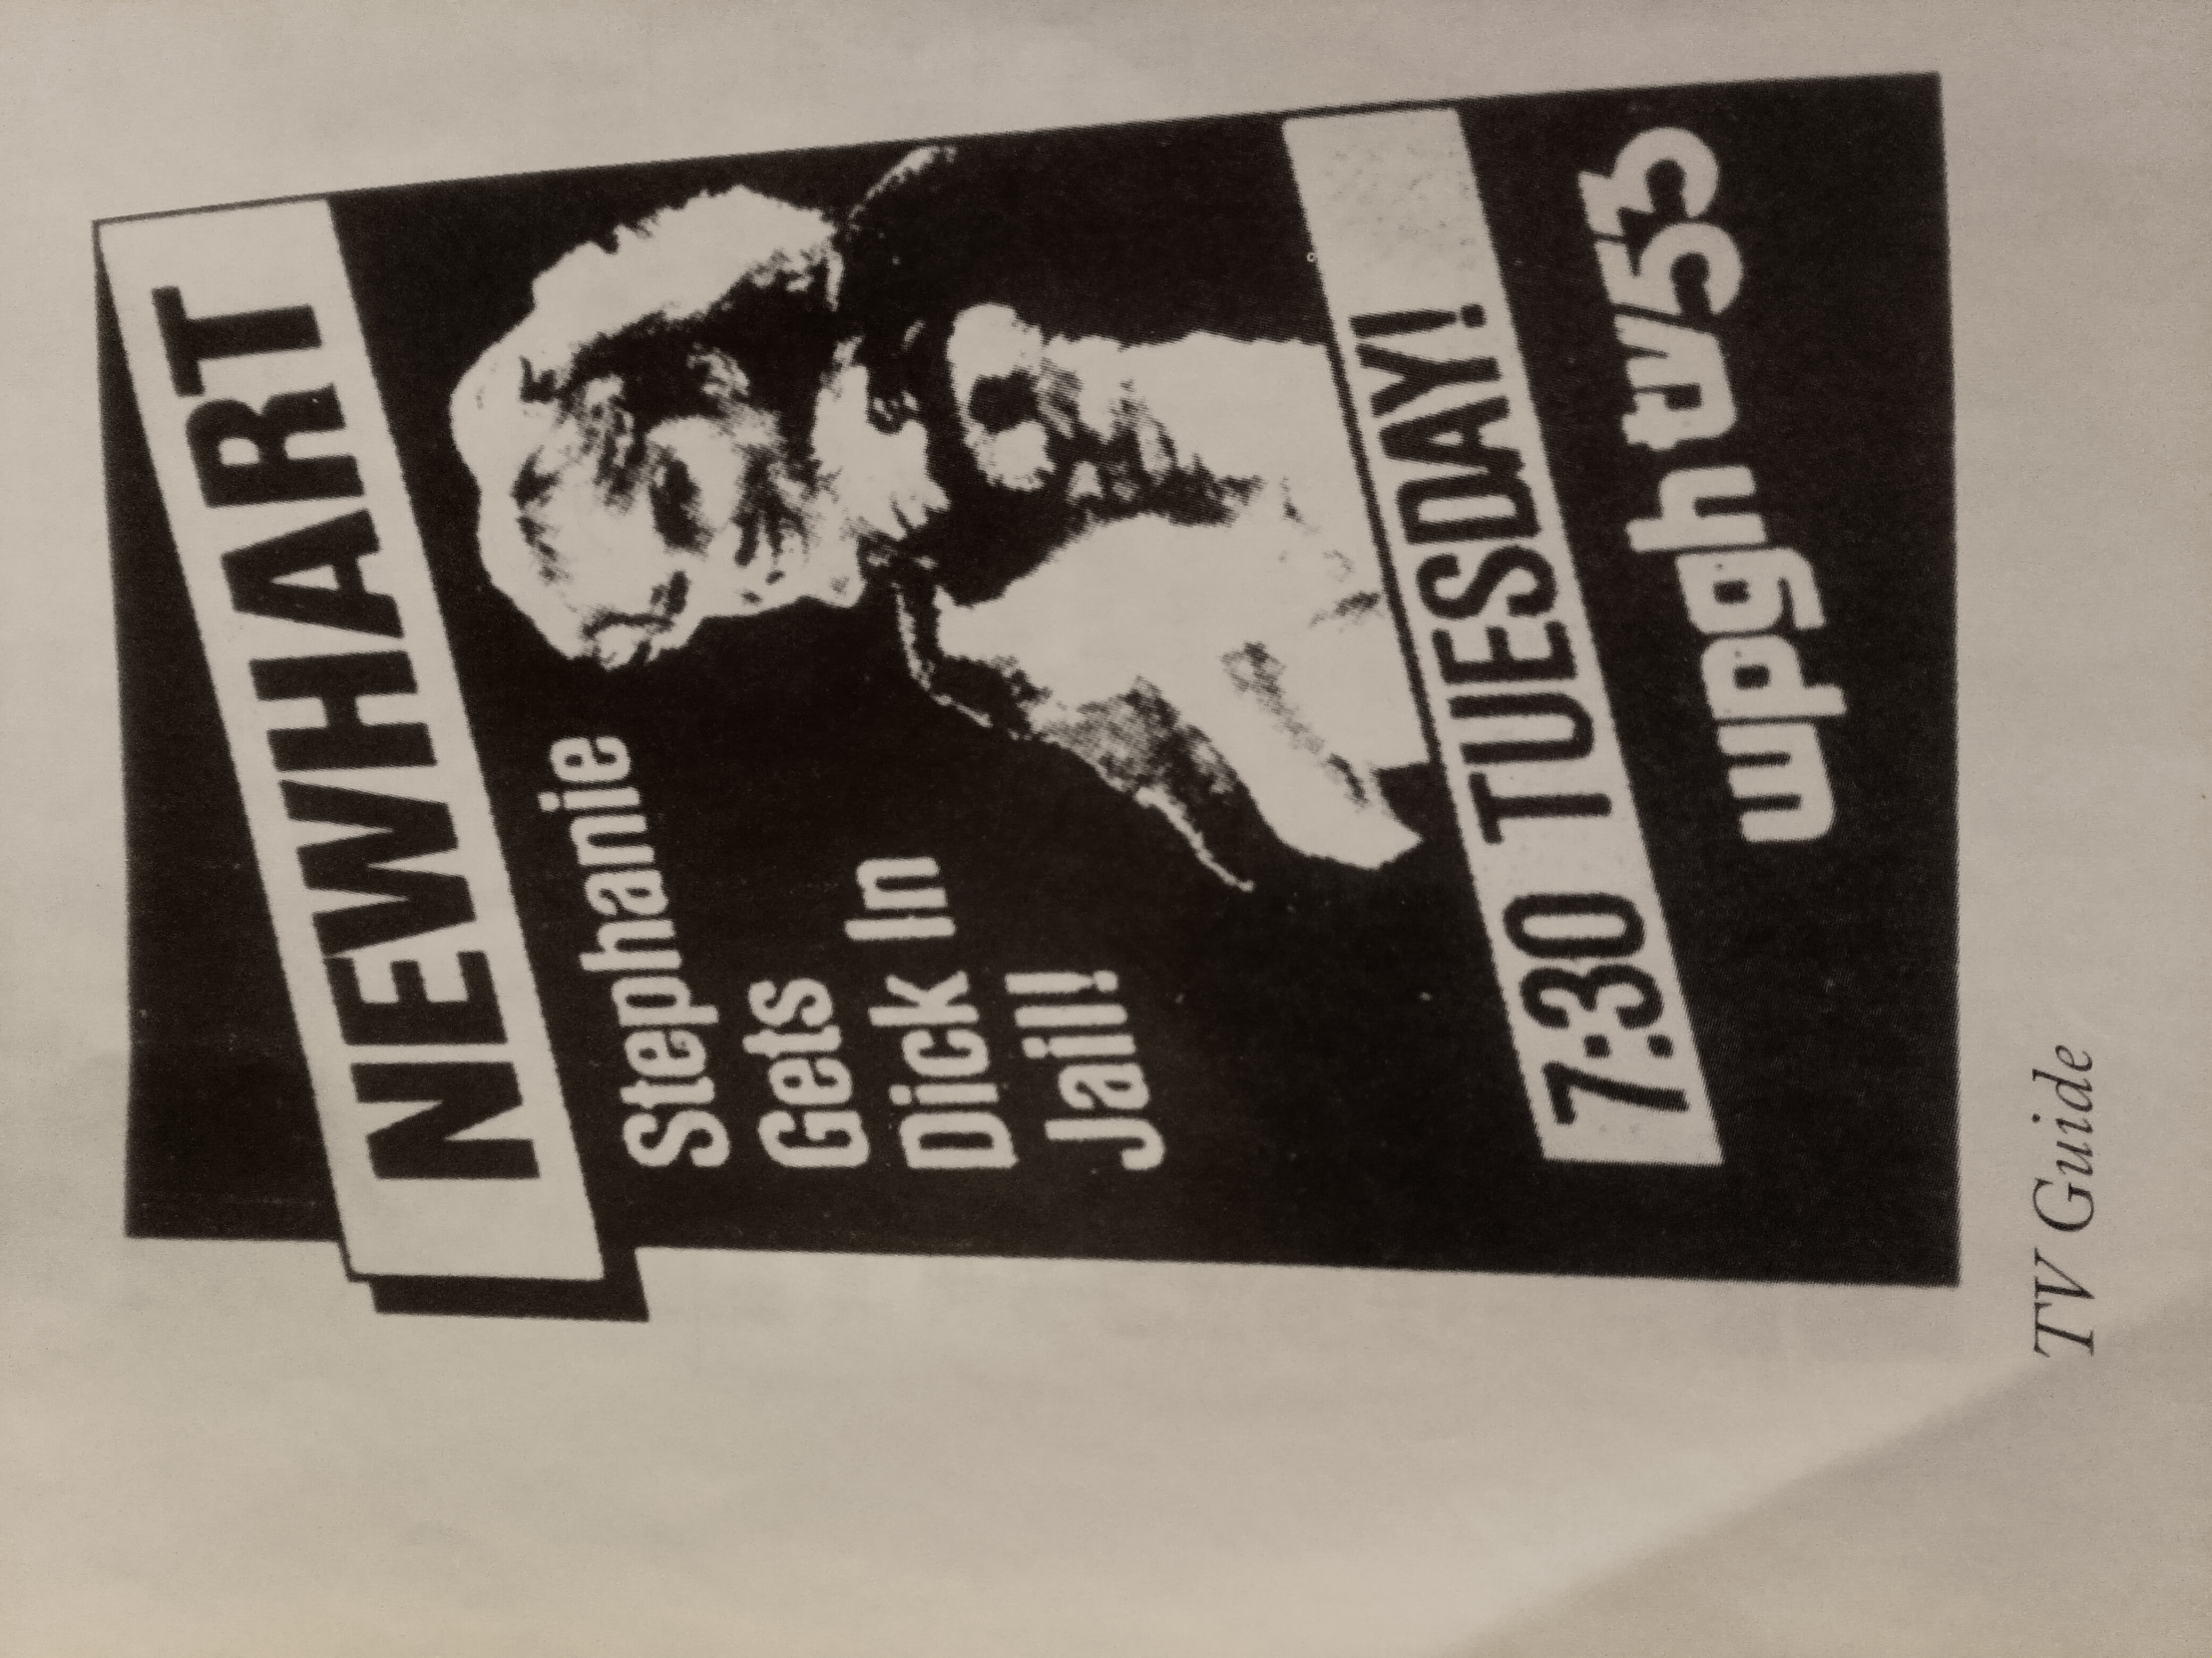 NEWHART
Stephanie
Gets
Dick In
Jail!
7:30 TUESDAY!
wpgh tv53
TV Guide